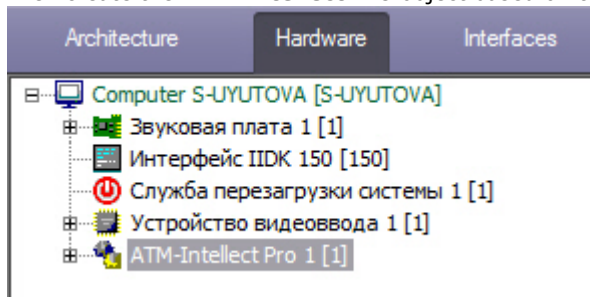 Architecture Hardware Interfaces
Computer S-UYUTOVA [S-UYUTOVA]
Звуковая плата 1 [1]
Интерфейс IIDK 150 [150]
Служба перезагрузки системы 1 [1]
Устройство видеоввода 1 [1]
ATM-Intellect Pro 1 [1]